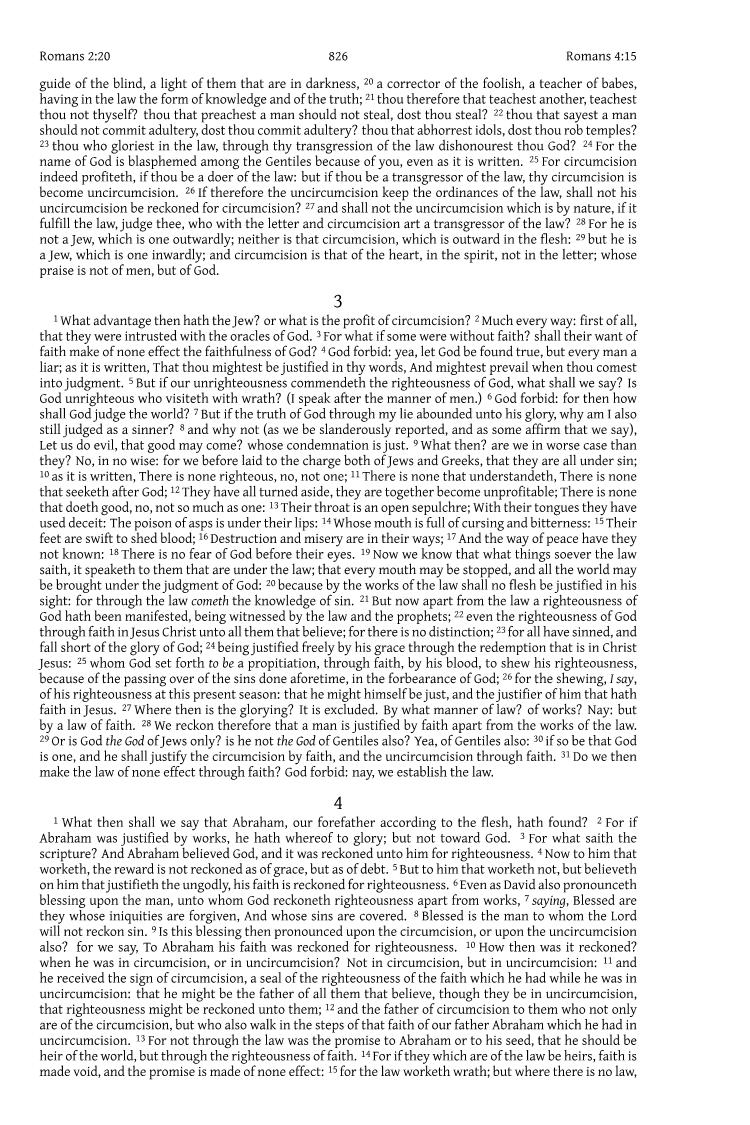 Romans 2:20 826 Romans 4:15
guide of the blind, a light of them that are in darkness, 20 a corrector of the foolish, a teacher of babes,
having in the law the form of knowledge and of the truth; 21 thou therefore that teachest another, teachest
thou not thyself? thou that preachest a man should not steal, dost thou steal? 22 thou that sayest a man
should not commit adultery, dost thou commit adultery? thou that abhorrest idols, dost thou rob temples?
23 thou who gloriest in the law, through thy transgression of the law dishonourest thou God? 24 For the
name of God is blasphemed among the Gentiles because of you, even as it is written. 25 For circumcision
indeed profiteth, if thou be a doer of the law: but if thou be a transgressor of the law, thy circumcision is
become uncircumcision. 26 If therefore the uncircumcision keep the ordinances of the law, shall not his
uncircumcision be reckoned for circumcision? 27 and shall not the uncircumcision which is by nature, if it
fulfill the law, judge thee, who with the letter and circumcision art a transgressor of the law? 28 For he is
not a Jew, which is one outwardly; neither is that circumcision, which is outward in the flesh: 29 but he is
a Jew, which is one inwardly; and circumcision is that of the heart, in the spirit, not in the letter; whose
praise is not of men, but of God.
3
1 What advantage then hath the Jew? or what is the profit of circumcision? 2 Much every way: first of all,
that they were intrusted with the oracles of God. 3 For what if some were without faith? shall their want of
faith make of none effect the faithfulness of God? 4 God forbid: yea, let God be found true, but every man a
liar; as it is written, That thou mightest be justified in thy words, And mightest prevail when thou comest
into judgment. 5 But if our unrighteousness commendeth the righteousness of God, what shall we say? Is
God unrighteous who visiteth with wrath? (I speak after the manner of men.) 6 God forbid: for then how
shall God judge the world? 7 But if the truth of God through my lie abounded unto his glory, why am I also
still judged as a sinner? 8 and why not (as we be slanderously reported, and as some affirm that we say),
Let us do evil, that good may come? whose condemnation is just. 9 What then? are we in worse case than
they? No, in no wise: for we before laid to the charge both of Jews and Greeks, that they are all under sin;
10 as it is written, There is none righteous, no, not one; 11 There is none that understandeth, There is none
that seeketh after God; 12 They have all turned aside, they are together become unprofitable; There is none
that doeth good, no, not so much as one: 13 Their throat is an open sepulchre; With their tongues they have
used deceit: The poison of asps is under their lips: 14 Whose mouth is full of cursing and bitterness: 15 Their
feet are swift to shed blood; 16 Destruction and misery are in their ways; 17 And the way of peace have they
not known: 18 There is no fear of God before their eyes. 19 Now we know that what things soever the law
saith, it speaketh to them that are under the law; that every mouth may be stopped, and all the world may
be brought under the judgment of God: 20 because by the works of the law shall no flesh be justified in his
sight: for through the law cometh the knowledge of sin. 21 But now apart from the law a righteousness of
God hath been manifested, being witnessed by the law and the prophets; 22 even the righteousness of God
through faith in Jesus Christ unto all them that believe; for there is no distinction; 23 for all have sinned, and
fall short of the glory of God; 24 being justified freely by his grace through the redemption that is in Christ
Jesus: 25 whom God set forth to be a propitiation, through faith, by his blood, to shew his righteousness,
because of the passing over of the sins done aforetime, in the forbearance of God; 26 for the shewing, I say,
of his righteousness at this present season: that he might himself be just, and the justifier of him that hath
faith in Jesus. 27 Where then is the glorying? It is excluded. By what manner of law? of works? Nay: but
by a law of faith. 28 We reckon therefore that a man is justified by faith apart from the works of the law.
29 Or is God the God of Jews only? is he not the God of Gentiles also? Yea, of Gentiles also: 30 if so be that God
is one, and he shall justify the circumcision by faith, and the uncircumcision through faith. 31 Do we then
make the law of none effect through faith? God forbid: nay, we establish the law.
4
1 What then shall we say that Abraham, our forefather according to the flesh, hath found? 2 For if
Abraham was justified by works, he hath whereof to glory; but not toward God. 3 For what saith the
scripture? And Abraham believed God, and it was reckoned unto him for righteousness. 4 Now to him that
worketh, the reward is not reckoned as of grace, but as of debt. 5 But to him that worketh not, but believeth
on him that justifieth the ungodly, his faith is reckoned for righteousness. 6 Even as David also pronounceth
blessing upon the man, unto whom God reckoneth righteousness apart from works, 7 saying, Blessed are
they whose iniquities are forgiven, And whose sins are covered. 8 Blessed is the man to whom the Lord
will not reckon sin. 9 Is this blessing then pronounced upon the circumcision, or upon the uncircumcision
also? for we say, To Abraham his faith was reckoned for righteousness. 10 How then was it reckoned?
when he was in circumcision, or in uncircumcision? Not in circumcision, but in uncircumcision: 11 and
he received the sign of circumcision, a seal of the righteousness of the faith which he had while he was in
uncircumcision: that he might be the father of all them that believe, though they be in uncircumcision,
that righteousness might be reckoned unto them; 12 and the father of circumcision to them who not only
are of the circumcision, but who also walk in the steps of that faith of our father Abraham which he had in
uncircumcision. 13 For not through the law was the promise to Abraham or to his seed, that he should be
heir of the world, but through the righteousness of faith. 14 For if they which are of the law be heirs, faith is
made void, and the promise is made of none effect: 15 for the law worketh wrath; but where there is no law,